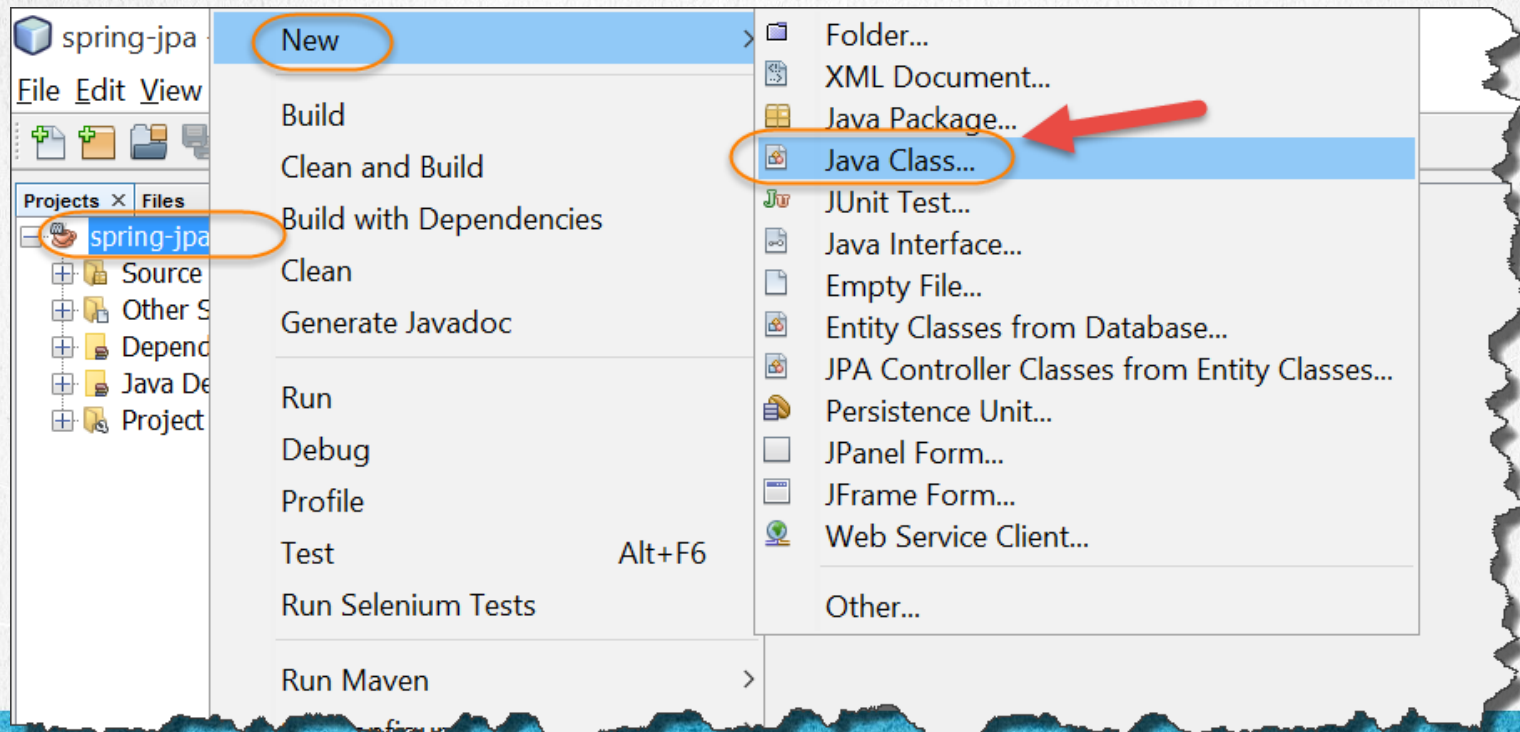 spring-jpa -
File Edit View
Projects Files
spring-jpa
Source
Other S
Depend
Java De
Project
New
Build
Clean and Build
Build with Dependencies
Clean
Generate Javadoc
Run
Debug
Profile
Test Alt+F6
Run Selenium Tests
Run Maven
Folder...
XML Document...
Java Package...
Java Class...
JUnit Test...
Java Interface...
Empty File...
Entity Classes from Database...
JPA Controller Classes from Entity Classes...
Persistence Unit...
JPanel Form...
JFrame Form...
Web Service Client...
Other...